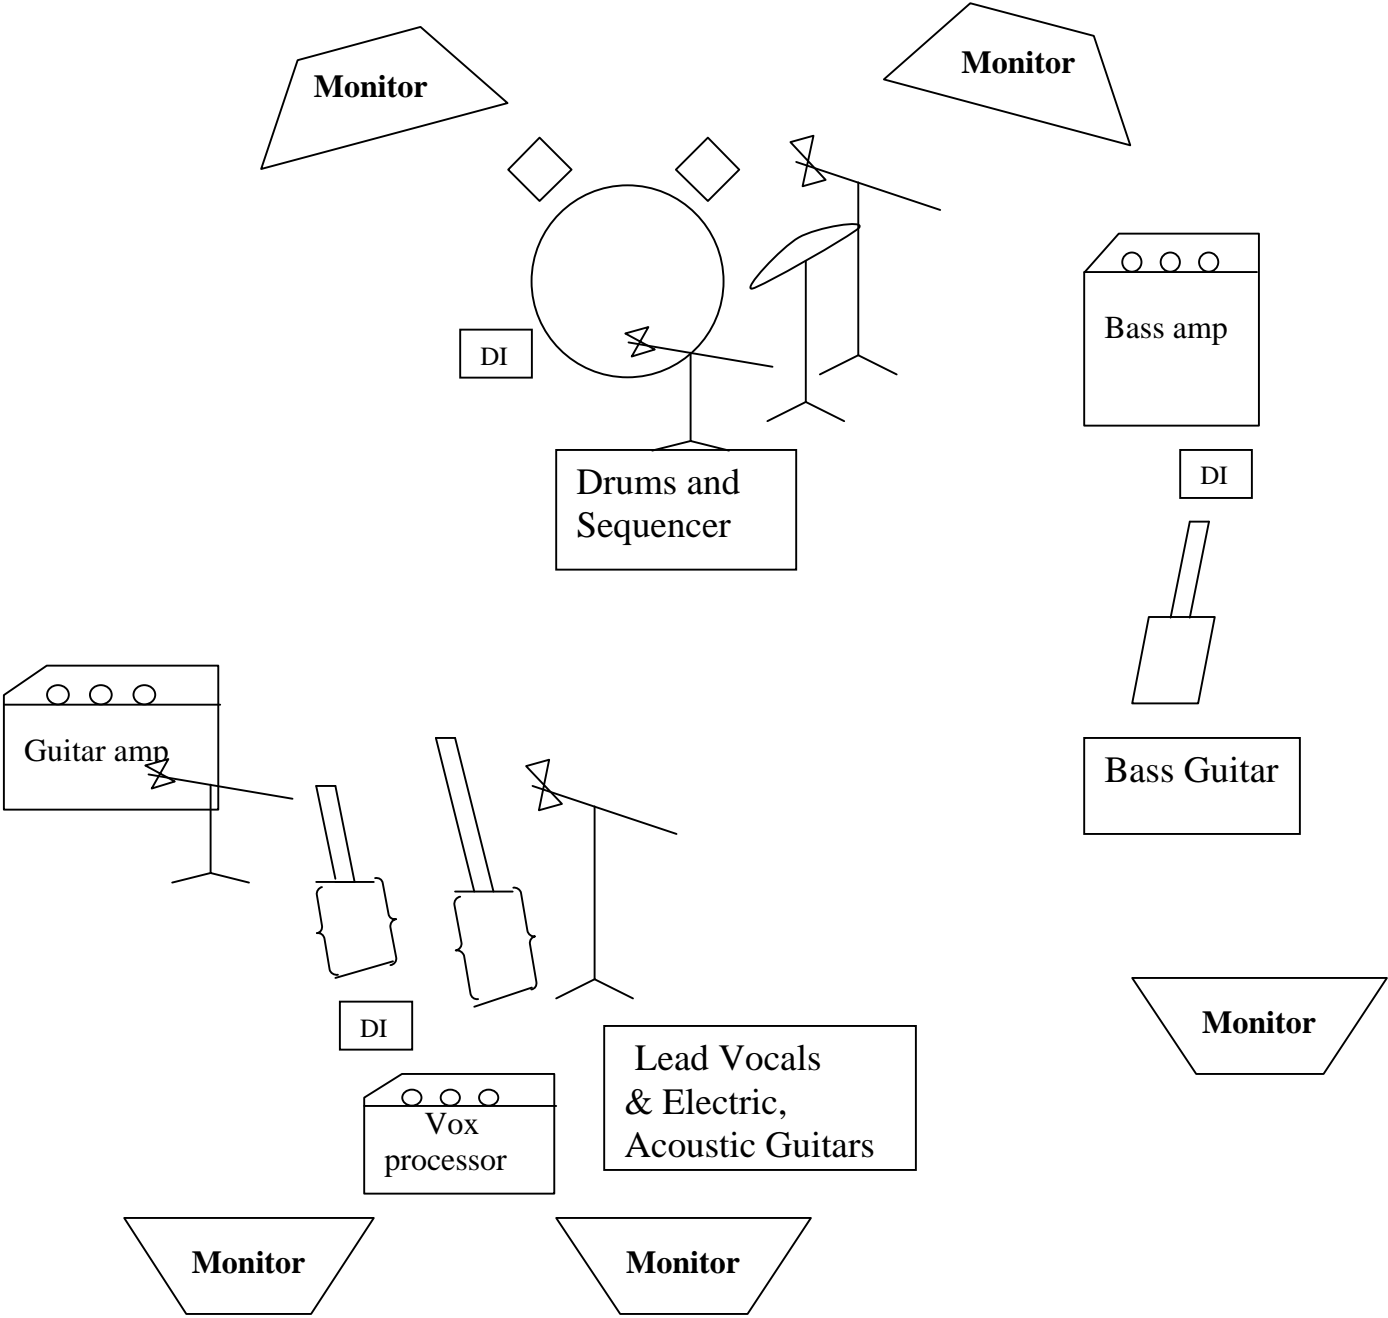 Monitor
Monitor
Bass amp
DI
DI
Drums and
Sequencer
Guitar amp
Bass Guitar
Monitor
DI
Lead Vocals
& Electric,
Acoustic Guitars
Vox
processor
Monitor
Monitor